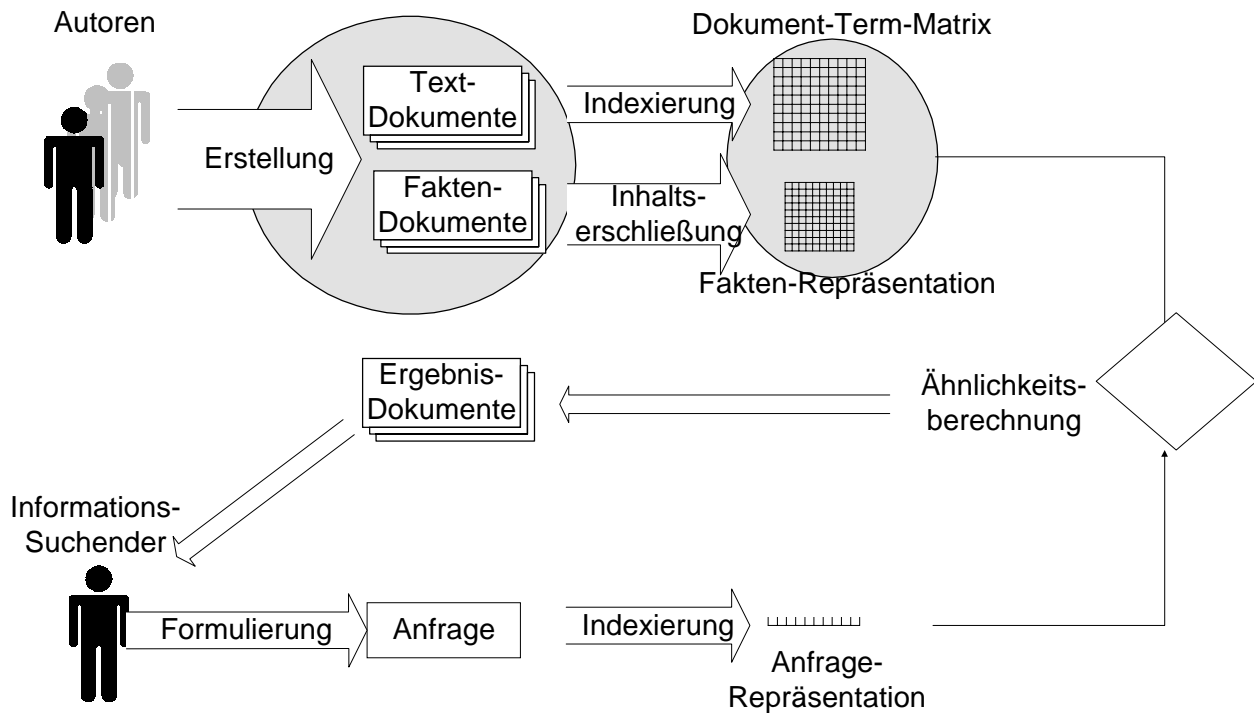 Autoren
Dokument-Term-Matrix
Text-
Dokumente
Indexierung
Erstellung
Fakten-
Dokumente
Inhalts-
erschließung
Fakten-Repräsentation
Ergebnis-
Dokumente
Ähnlichkeits-
berechnung
Informations-
Suchender
Formulierung
Anfrage
Indexierung
Anfrage-
Repräsentation